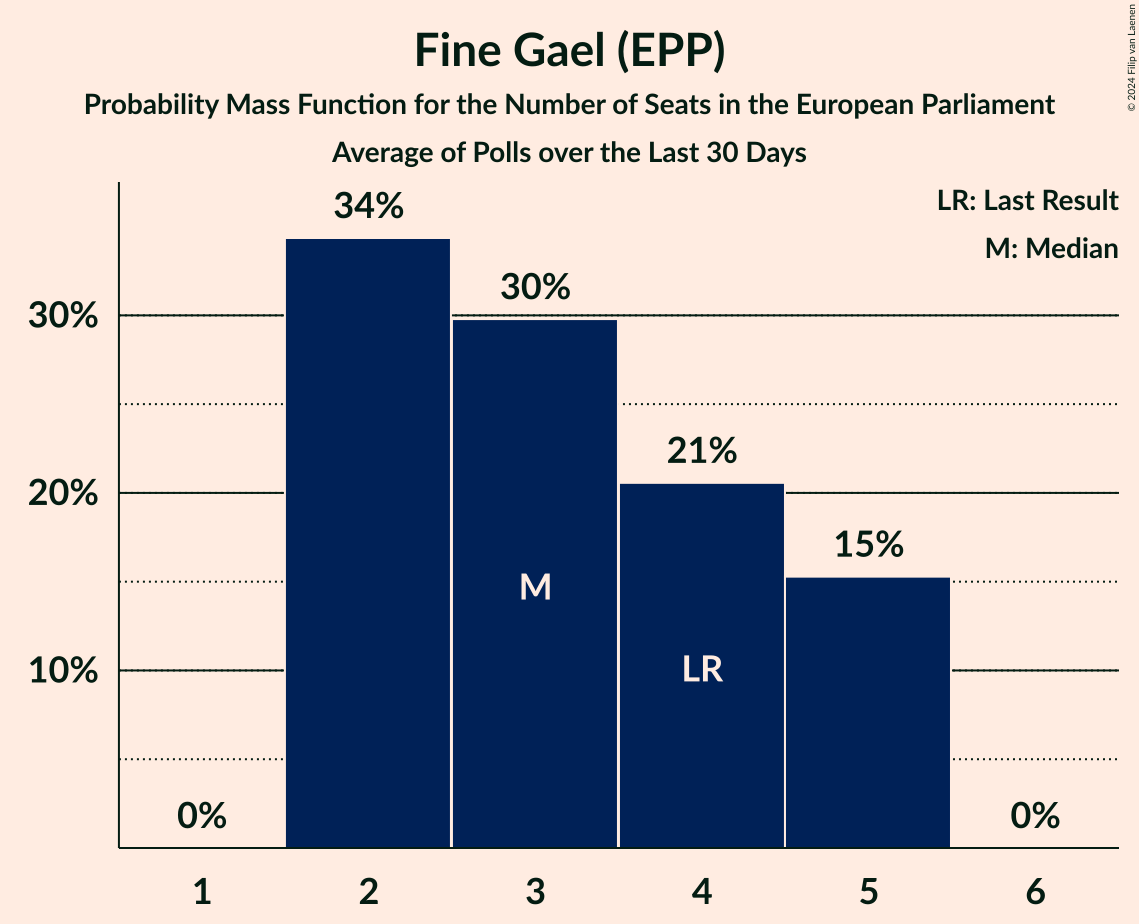 Fine Gael (EPP)
Probability Mass Function for the Number of Seats in the European Parliament
Average of Polls over the Last 30 Days
© 2024 Filip van Laenen
LR: Last Result
M: Median
34%
30%
30%
21%
20%
15%
M
LR
10%
0%
0%
1 2 3 4 5 6